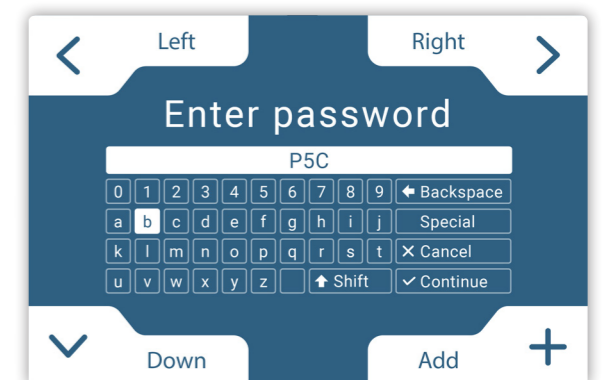 Left Right
Enter password
P5C
0 1 2 3 4 5 6 7 8 9 Backspace
a b c d e f g h i j Special
k l m n o p q r s t Cancel
u v w x y z Shift Continue
Down Add